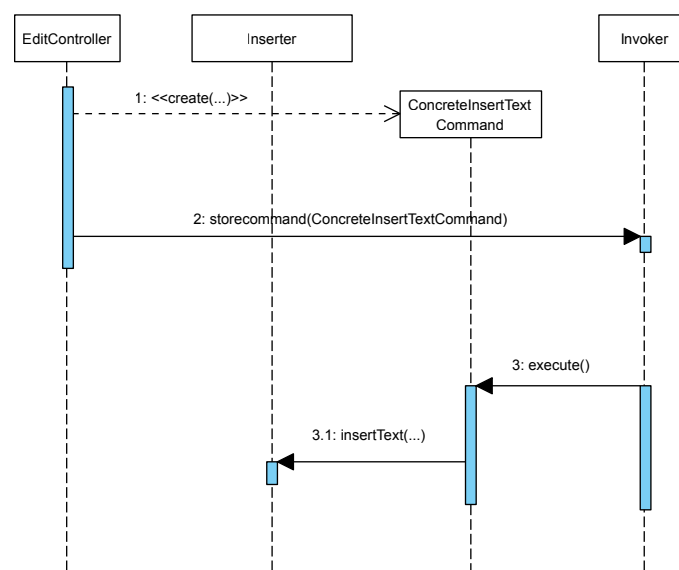 EditController
Inserter
Invoker
1: <<create(...)>>
ConcreteInsertText
Command
2: storecommand(ConcreteInsertTextCommand)
3: execute()
3.1: insertText(...)